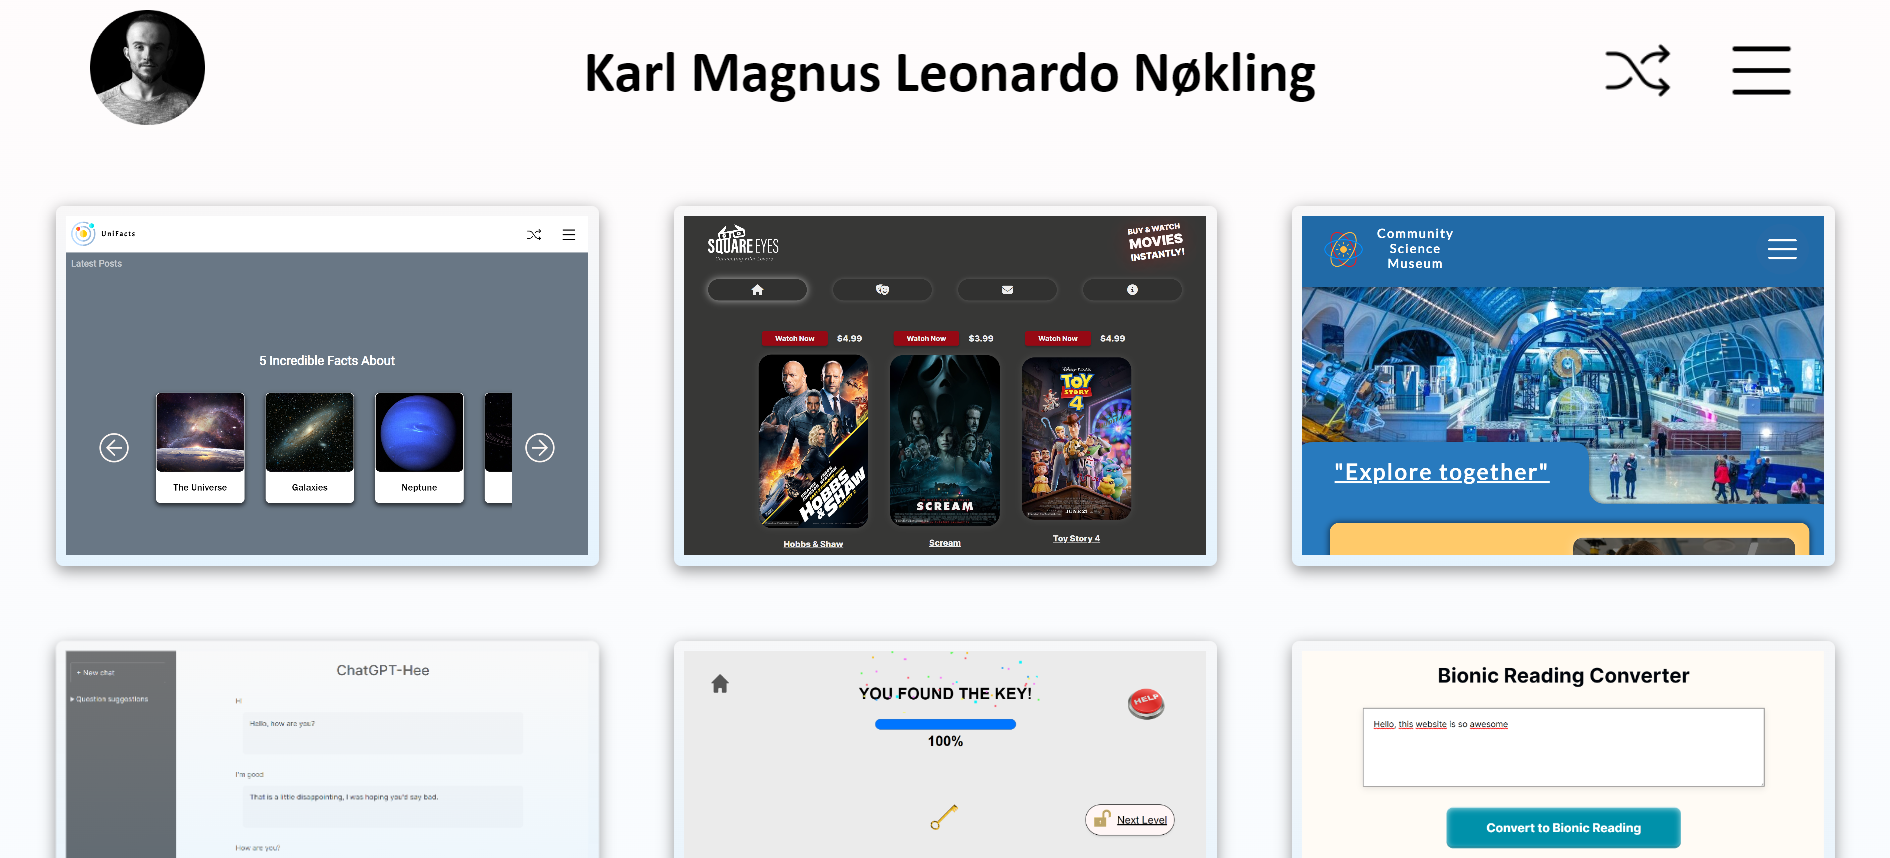 Karl Magnus Leonardo Nøkling
UniFacts
Latest Posts
5 Incredible Facts About
The Universe
Galaxies
Neptune
SQUARE EYES
BUY & WATCH
MOVIES
INSTANTLY!
Watch Now $4.99
Watch Now $3.99
Watch Now $4.99
HOBBS
& SHAW
SCREAM
TOY
STORY
4
JUNE 21
Hobbs & Shaw
Scream
Toy Story 4
Community
Science
Museum
"Explore together"
+ New chat
Question suggestions
ChatGPT-Hee
Hi
Hello, how are you?
I'm good
That is a little disappointing, I was hoping you'd say bad.
How are you?
YOU FOUND THE KEY!
100%
HELP
Next Level
Bionic Reading Converter
Hello, this website is so awesome
Convert to Bionic Reading